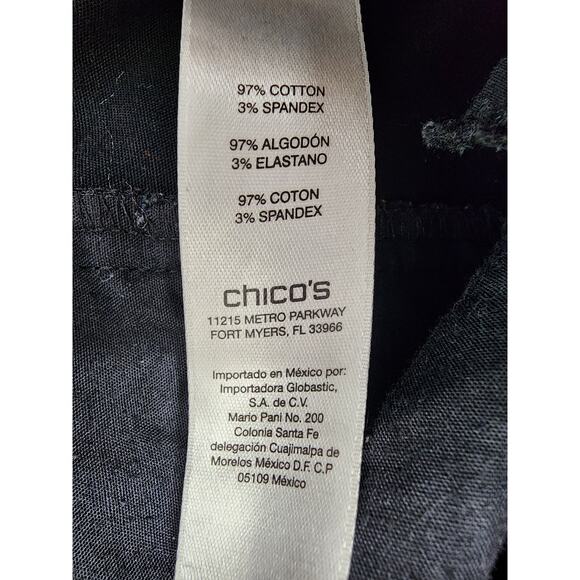 97% COTTON
3% SPANDEX
97% ALGODÓN
3% ELASTANO
97% COTON
3% SPANDEX
chico's
11215 METRO PARKWAY
FORT MYERS, FL 33966
Importado en México por:
Importadora Globastic,
S.A. de C.V.
Mario Pani No. 200
Colonia Santa Fe
delegación Cuajimalpa de
Morelos México D.F. C.P
05109 México